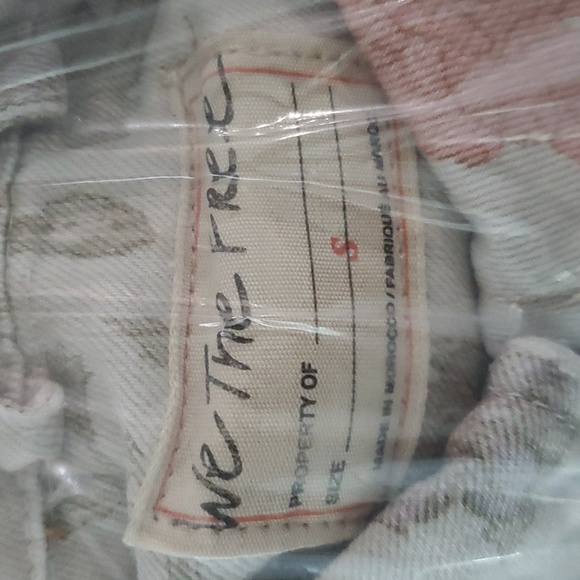 We The Free
PROPERTY OF
SIZE S
MADE IN MOROCCO / FABRIQUÉ AU MAROC